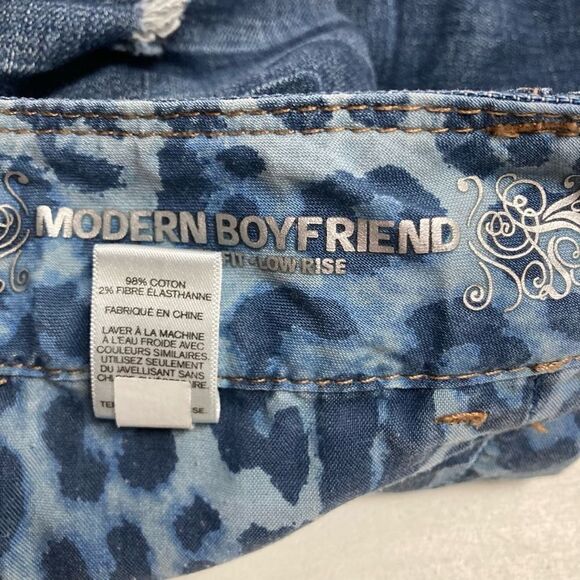 MODERN BOYFRIEND
FIT · LOW RISE
98% COTON
2% FIBRE ÉLASTHANNE
FABRIQUÉ EN CHINE
LAVER À LA MACHINE
À L'EAU FROIDE AVEC
COULEURS SIMILAIRES.
UTILISEZ SEULEMENT
DU JAVELLISANT SANS